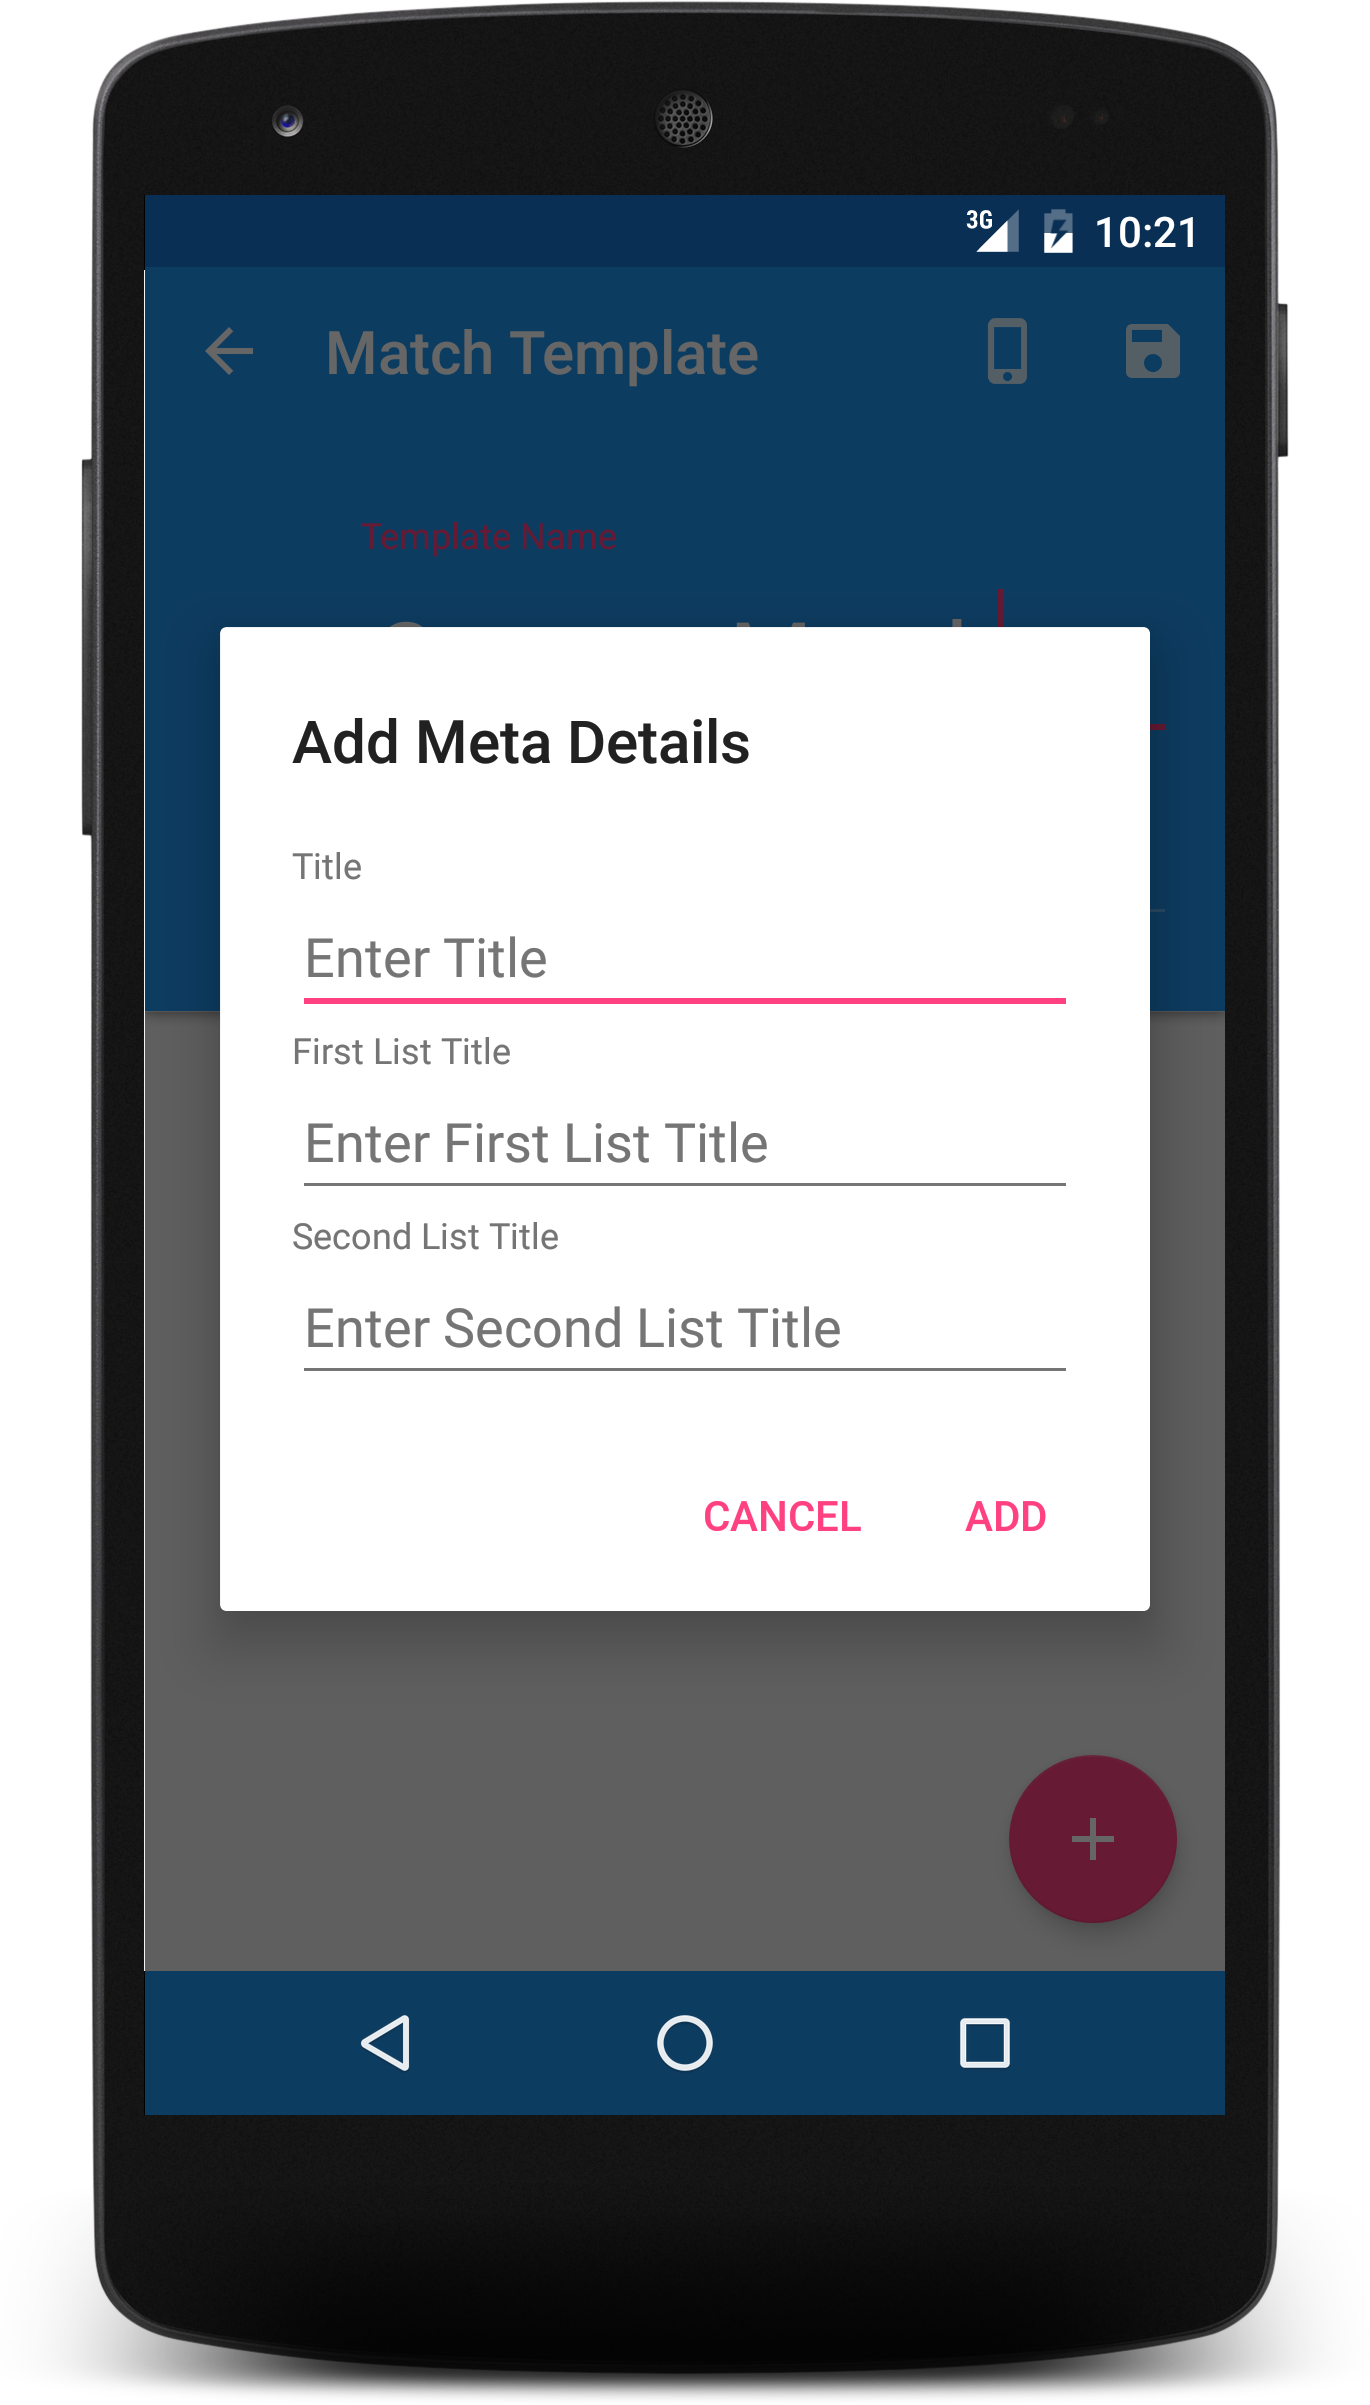 3G 10:21
Match Template
Template Name
Add Meta Details
Title
Enter Title
First List Title
Enter First List Title
Second List Title
Enter Second List Title
CANCEL ADD